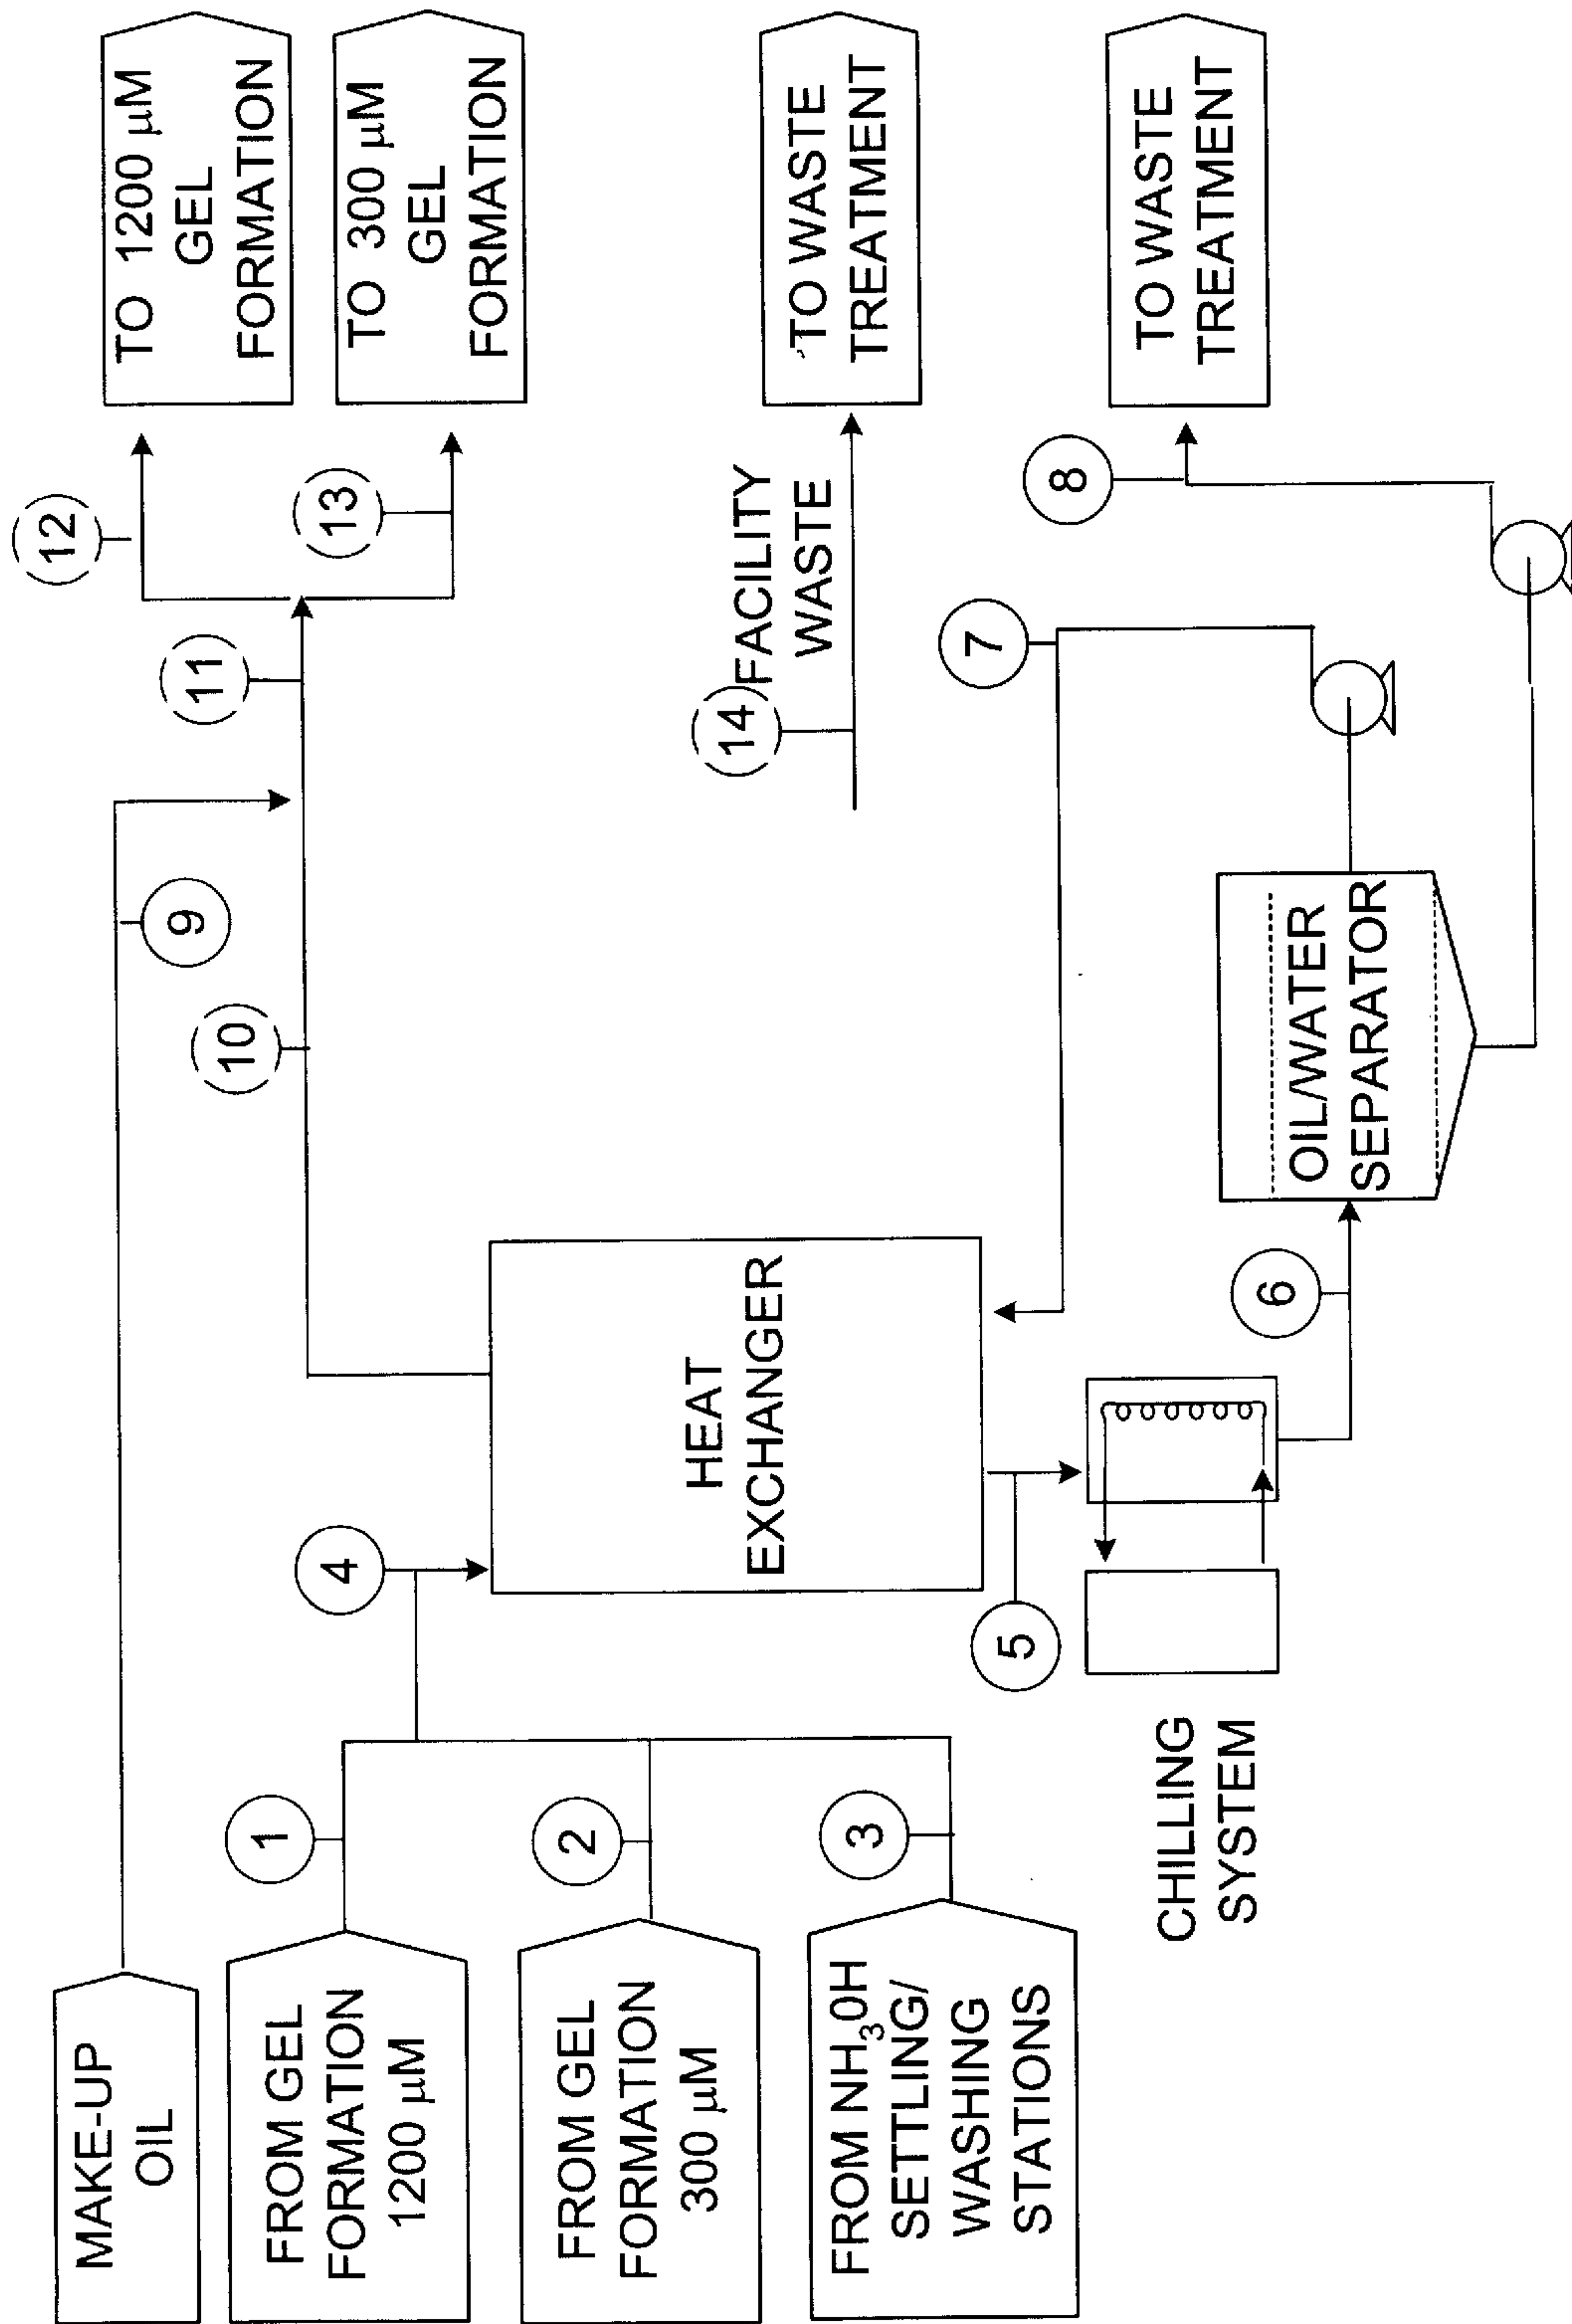 MAKE-UP
OIL
FROM GEL
FORMATION
1200 μM
FROM GEL
FORMATION
300 μM
FROM NH₃0H
SETTLING/
WASHING
STATIONS
1
2
3
4
5
CHILLING
SYSTEM
HEAT
EXCHANGER
6
OIL/WATER
SEPARATOR
7
8
9
10
11
12
13
14
FACILITY
WASTE
TO 1200 μM
GEL
FORMATION
TO 300 μM
GEL
FORMATION
TO WASTE
TREATMENT
TO WASTE
TREATMENT